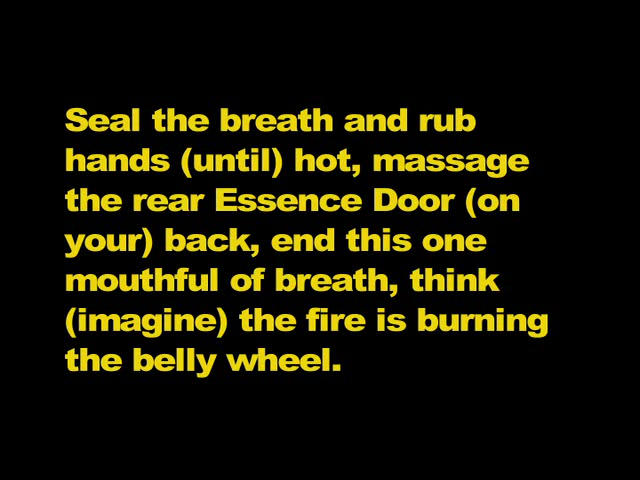 Seal the breath and rub
hands (until) hot, massage
the rear Essence Door (on
your) back, end this one
mouthful of breath, think
(imagine) the fire is burning
the belly wheel.